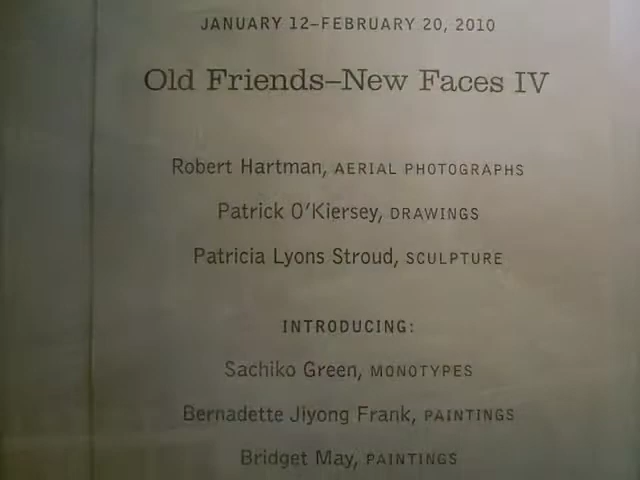 JANUARY 12–FEBRUARY 20, 2010
Old Friends–New Faces IV
Robert Hartman, AERIAL PHOTOGRAPHS
Patrick O'Kiersey, DRAWINGS
Patricia Lyons Stroud, SCULPTURE
INTRODUCING:
Sachiko Green, MONOTYPES
Bernadette Jiyong Frank, PAINTINGS
Bridget May, PAINTINGS